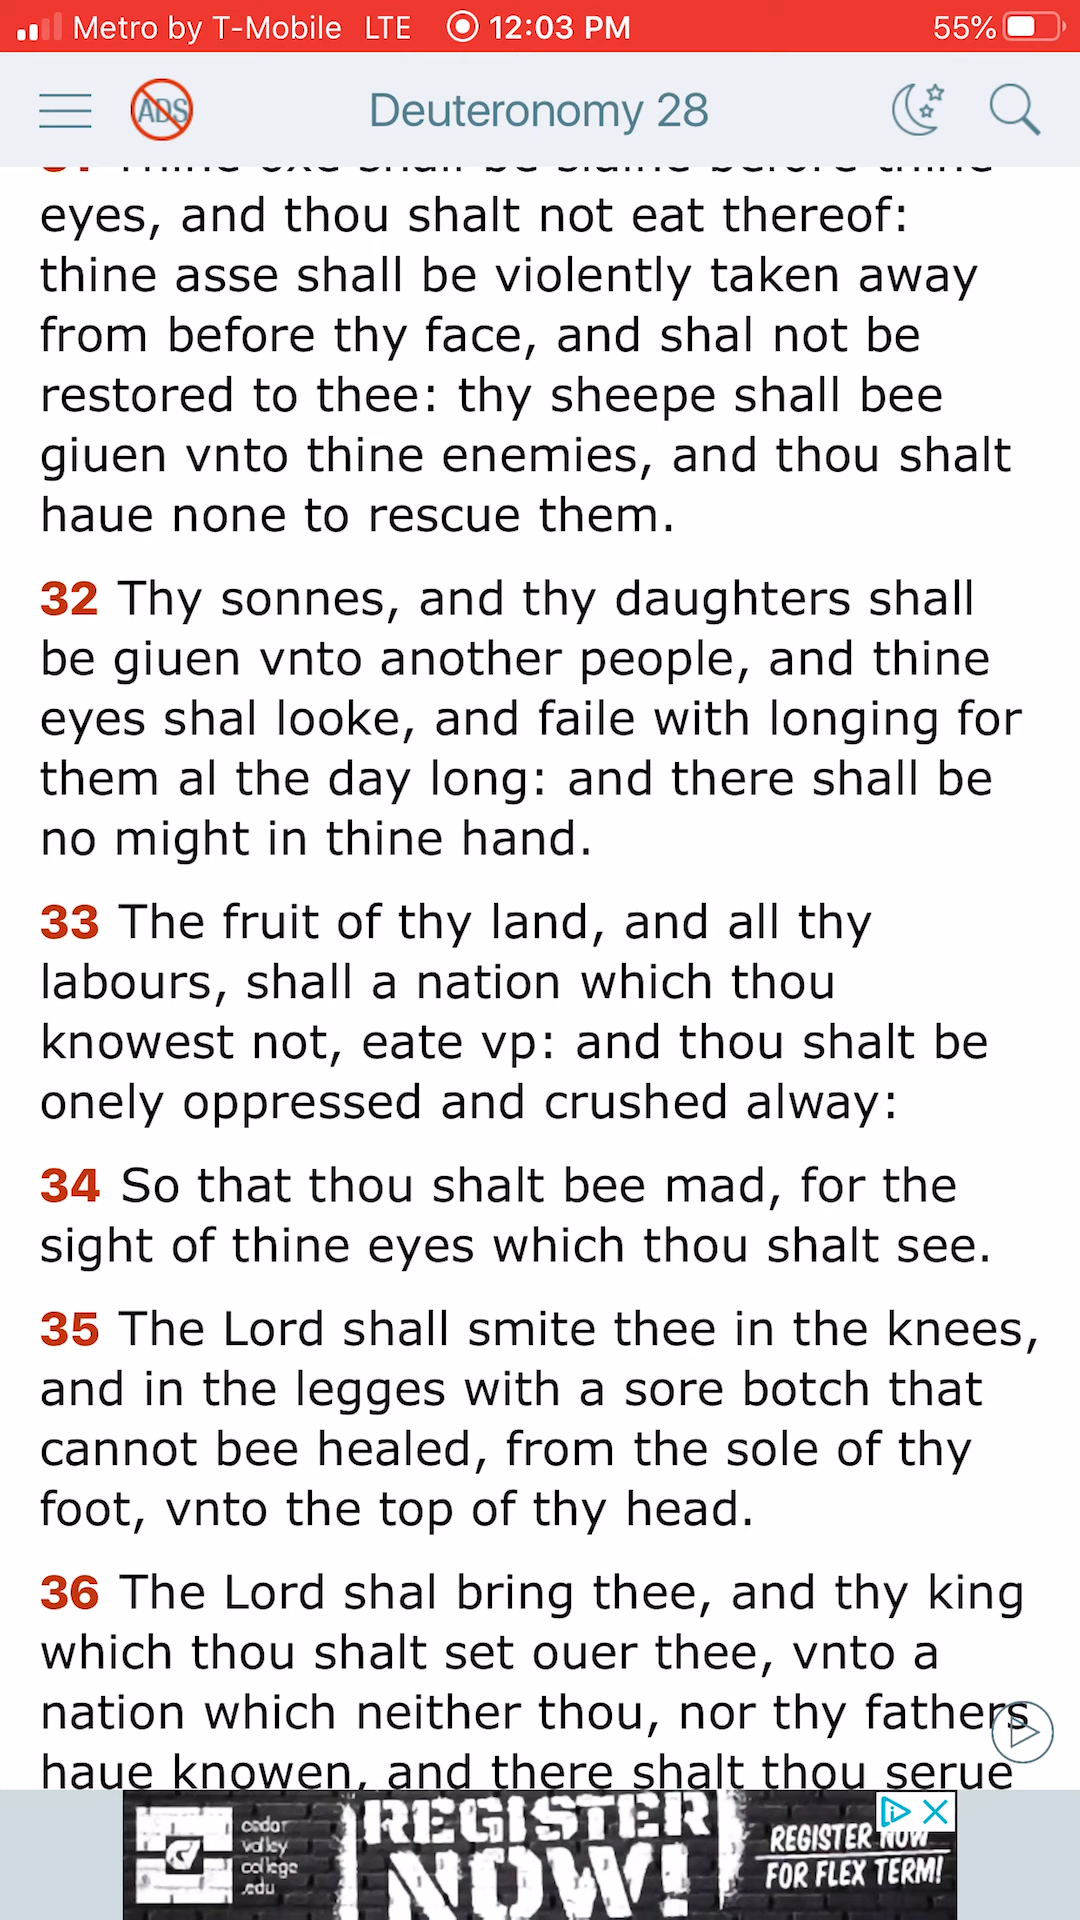 Metro by T-Mobile LTE 12:03 PM 55%
ADS Deuteronomy 28
31 Thine oxe shall be slaine before thine
eyes, and thou shalt not eat thereof:
thine asse shall be violently taken away
from before thy face, and shal not be
restored to thee: thy sheepe shall bee
giuen vnto thine enemies, and thou shalt
haue none to rescue them.
32 Thy sonnes, and thy daughters shall
be giuen vnto another people, and thine
eyes shal looke, and faile with longing for
them al the day long: and there shall be
no might in thine hand.
33 The fruit of thy land, and all thy
labours, shall a nation which thou
knowest not, eate vp: and thou shalt be
onely oppressed and crushed alway:
34 So that thou shalt bee mad, for the
sight of thine eyes which thou shalt see.
35 The Lord shall smite thee in the knees,
and in the legges with a sore botch that
cannot bee healed, from the sole of thy
foot, vnto the top of thy head.
36 The Lord shal bring thee, and thy king
which thou shalt set ouer thee, vnto a
nation which neither thou, nor thy fathers
haue knowen, and there shalt thou serue
cedar
valley
college
.edu
REGISTER
NOW!
REGISTER NOW
FOR FLEX TERM!